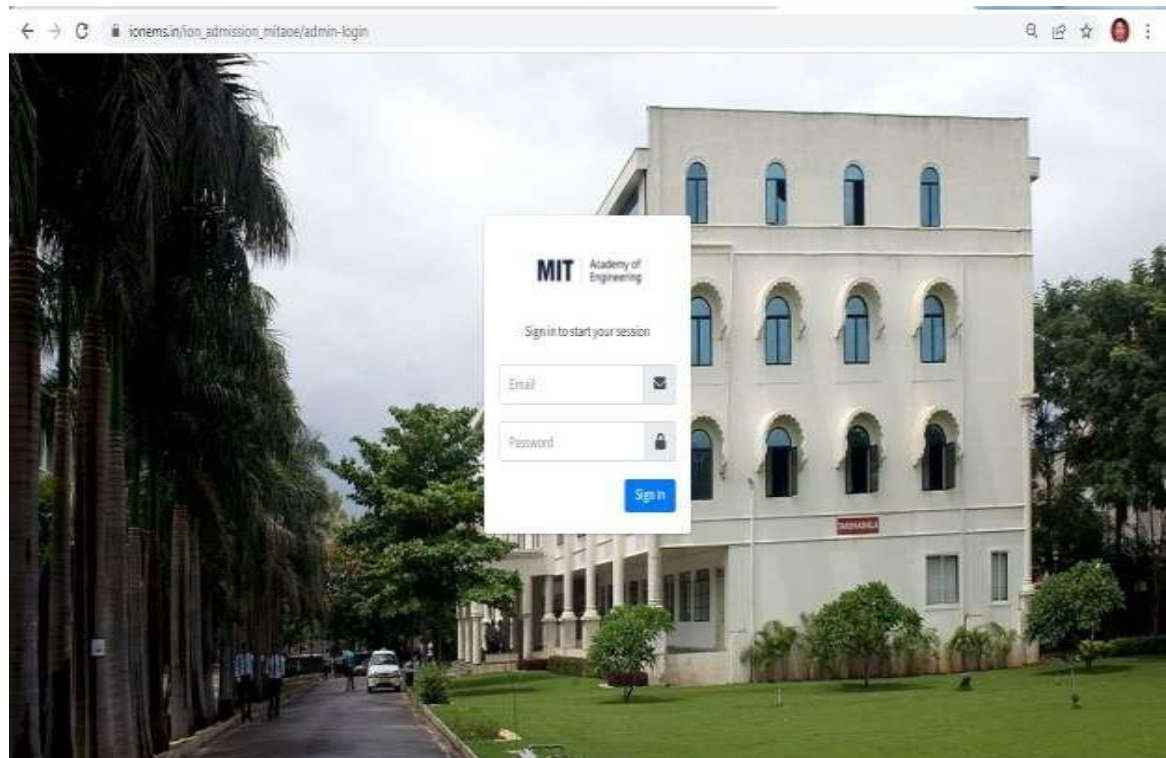 ionems.in/ion_admission_mitaoe/admin-login
MIT
Academy of
Engineering
Sign in to start your session
Email
Password
Sign In